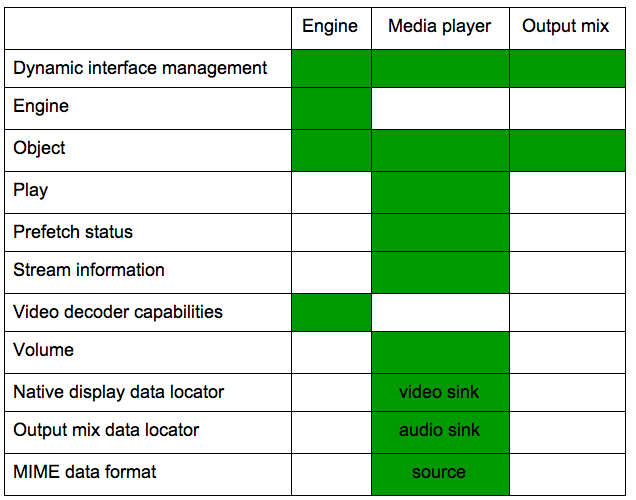 Engine Media player Output mix
Dynamic interface management
Engine
Object
Play
Prefetch status
Stream information
Video decoder capabilities
Volume
Native display data locator video sink
Output mix data locator audio sink
MIME data format source